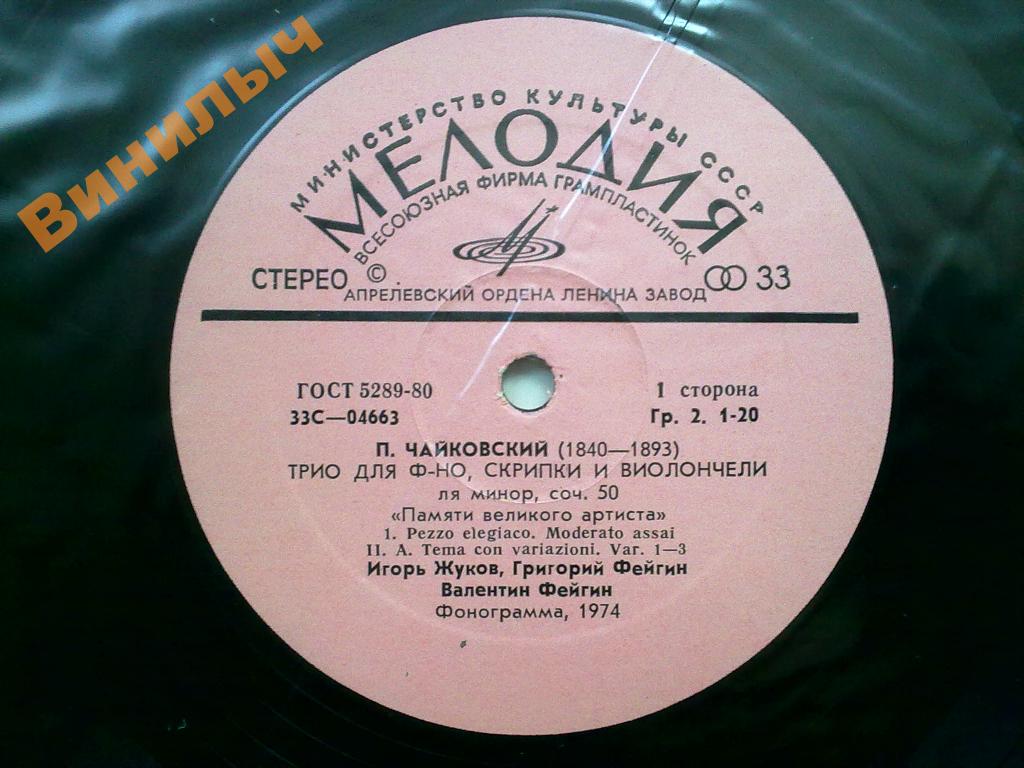 Винилыч
МИНИСТЕРСТВО КУЛЬТУРЫ СССР
МЕЛОДИЯ
ВСЕСОЮЗНАЯ ФИРМА ГРАМПЛАСТИНОК
СТЕРЕО © 33
АПРЕЛЕВСКИЙ ОРДЕНА ЛЕНИНА ЗАВОД
ГОСТ 5289-80 1 сторона
33С—04663 Гр. 2. 1-20
П. ЧАЙКОВСКИЙ (1840—1893)
ТРИО ДЛЯ Ф-НО, СКРИПКИ И ВИОЛОНЧЕЛИ
ля минор, соч. 50
«Памяти великого артиста»
1. Pezzo elegiaco. Moderato assai
II. A. Tema con variazioni. Var. 1—3
Игорь Жуков, Григорий Фейгин
Валентин Фейгин
Фонограмма, 1974